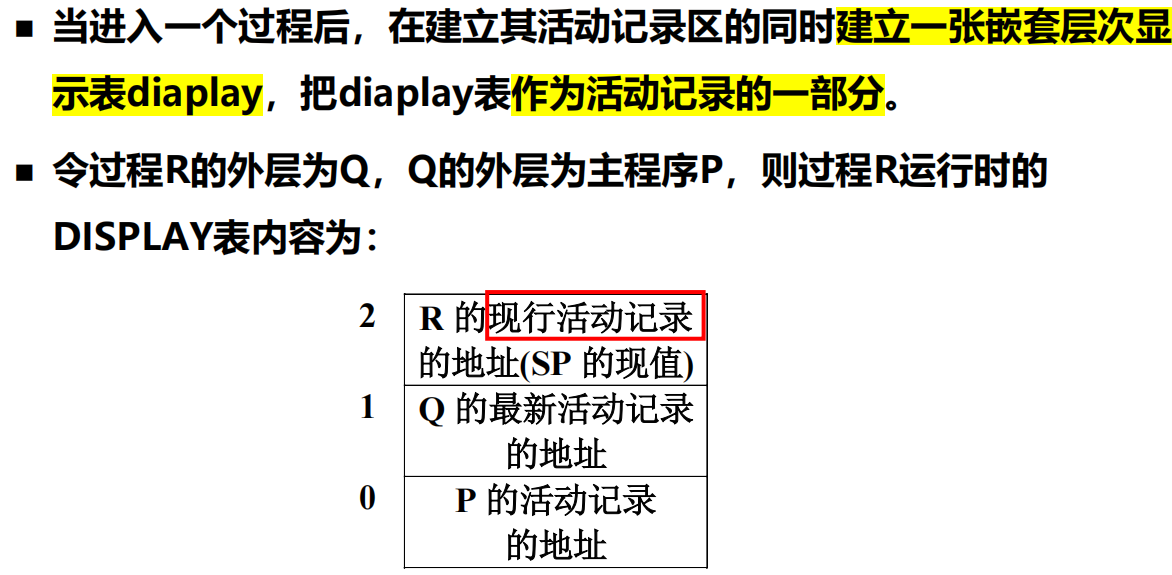 ▪ 当进入一个过程后，在建立其活动记录区的同时建立一张嵌套层次显
示表diaplay，把diaplay表作为活动记录的一部分。
▪ 令过程R的外层为Q，Q的外层为主程序P，则过程R运行时的
DISPLAY表内容为：
2 R 的现行活动记录
的地址(SP 的现值)
1 Q 的最新活动记录
的地址
0 P 的活动记录
的地址